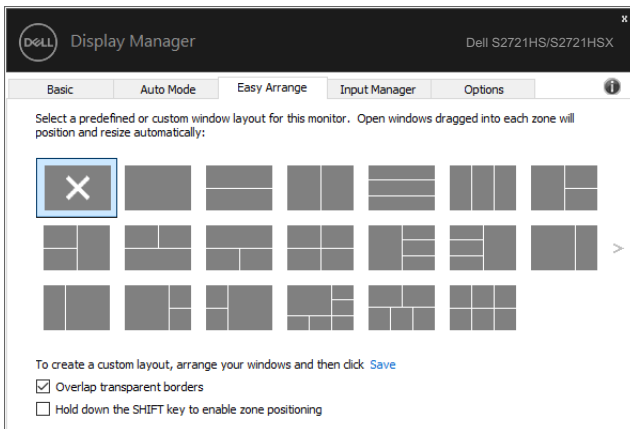 x
DELL Display Manager Dell S2721HS/S2721HSX
Basic Auto Mode Easy Arrange Input Manager Options i
Select a predefined or custom window layout for this monitor. Open windows dragged into each zone will
position and resize automatically:
>
To create a custom layout, arrange your windows and then click Save
Overlap transparent borders
Hold down the SHIFT key to enable zone positioning